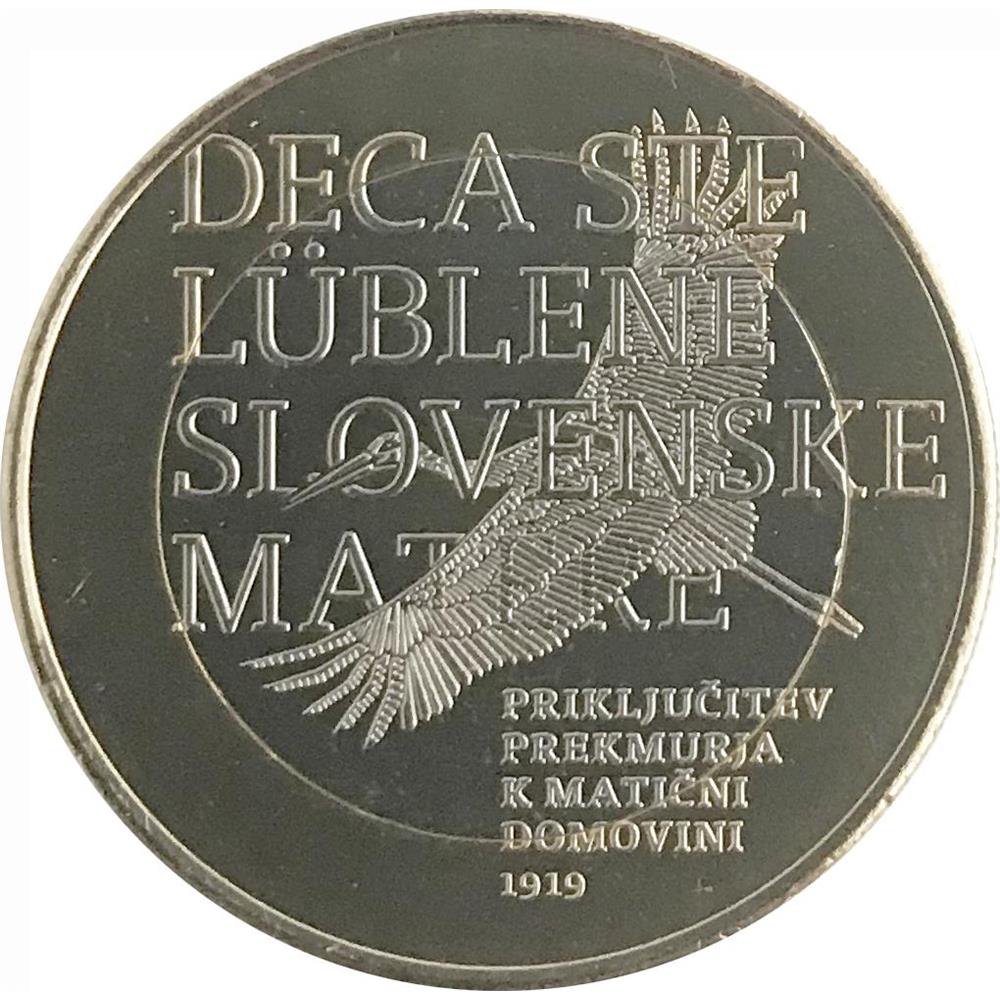 DECA STE
LÜBLENE
SLOVENSKE
MATERE
PRIKLJUČITEV
PREKMURJA
K MATIČNI
DOMOVINI
1919